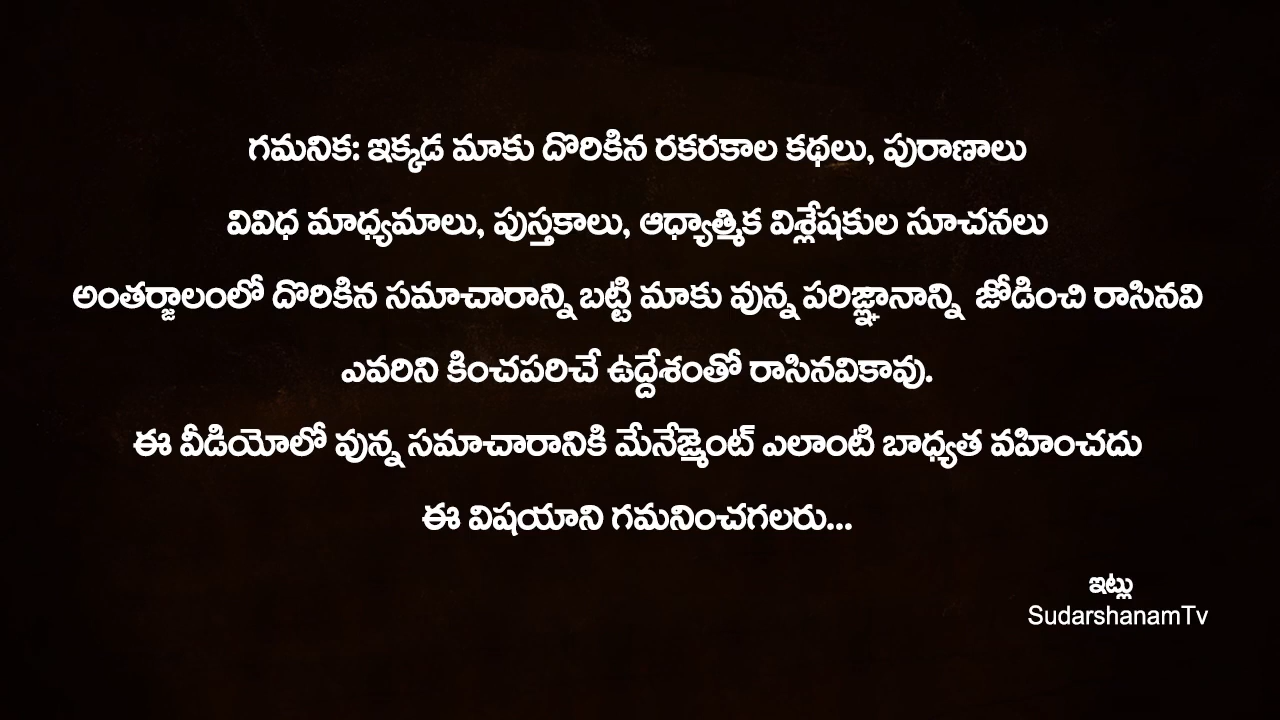 గమనిక: ఇక్కడ మాకు దొరికిన రకరకాల కథలు, పురాణాలు
వివిధ మాధ్యమాలు, పుస్తకాలు, ఆధ్యాత్మిక విశ్లేషకుల సూచనలు
అంతర్జాలంలో దొరికిన సమాచారాన్ని బట్టి మాకు వున్న పరిజ్ఞానాన్ని జోడించి రాసినవి
ఎవరిని కించపరిచే ఉద్దేశంతో రాసినవికావు.
ఈ వీడియోలో వున్న సమాచారానికి మేనేజ్మెంట్ ఎలాంటి బాధ్యత వహించదు
ఈ విషయాని గమనించగలరు...
ఇట్లు
SudarshanamTv